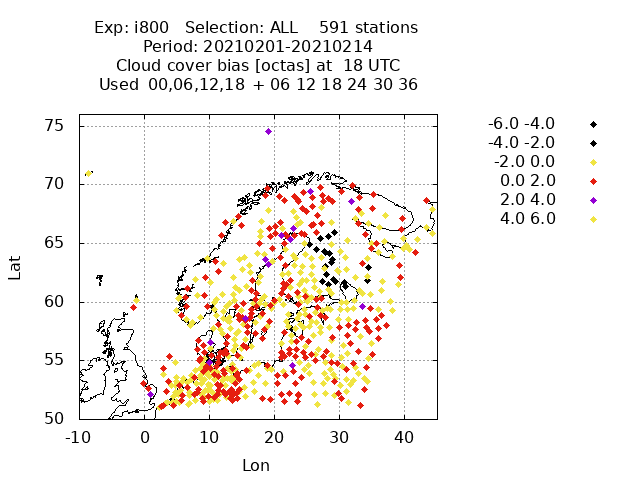 Exp: i800 Selection: ALL 591 stations
Period: 20210201-20210214
Cloud cover bias [octas] at 18 UTC
Used 00,06,12,18 + 06 12 18 24 30 36
-6.0 -4.0
-4.0 -2.0
-2.0 0.0
0.0 2.0
2.0 4.0
4.0 6.0
75
70
65
60
55
50
Lat
-10 0 10 20 30 40
Lon